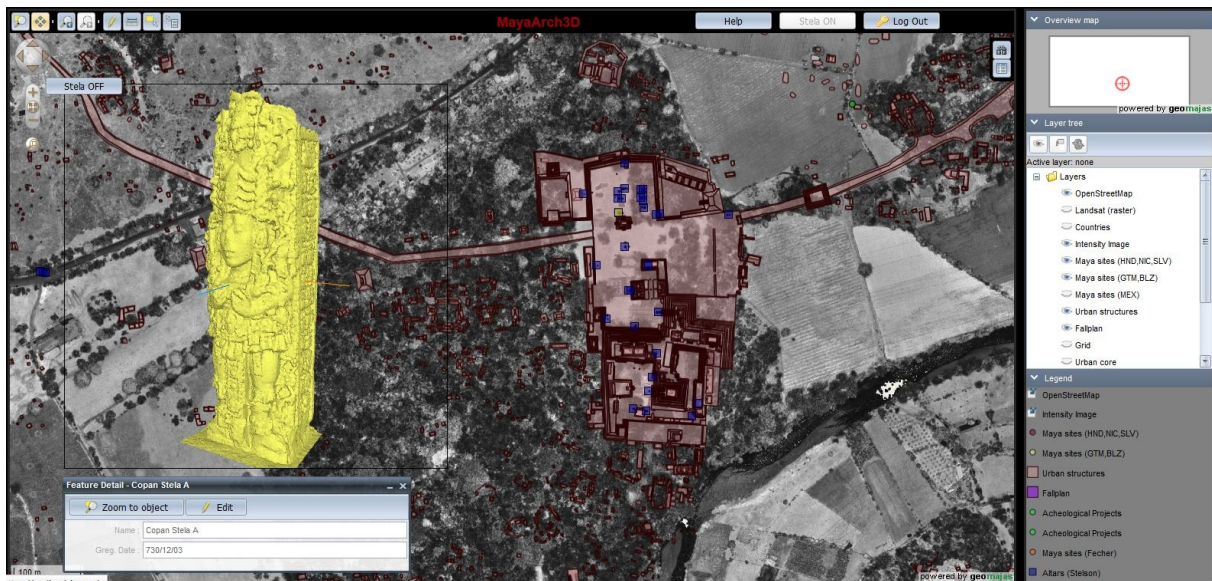 MayaArch3D
Help
Stela ON
Log Out
Stela OFF
Feature Detail - Copan Stela A
Zoom to object
Edit
Name :
Copan Stela A
Greg. Date :
730/12/03
100 m
powered by geomajas
Overview map
powered by geomajas
Layer tree
Active layer: none
Layers
OpenStreetMap
Landsat (raster)
Countries
Intensity Image
Maya sites (HND,NIC,SLV)
Maya sites (GTM,BLZ)
Maya sites (MEX)
Urban structures
Fallplan
Grid
Urban core
Legend
OpenStreetMap
Intensity Image
Maya sites (HND,NIC,SLV)
Maya sites (GTM,BLZ)
Urban structures
Fallplan
Acheological Projects
Acheological Projects
Maya sites (Fecher)
Altars (Stelson)